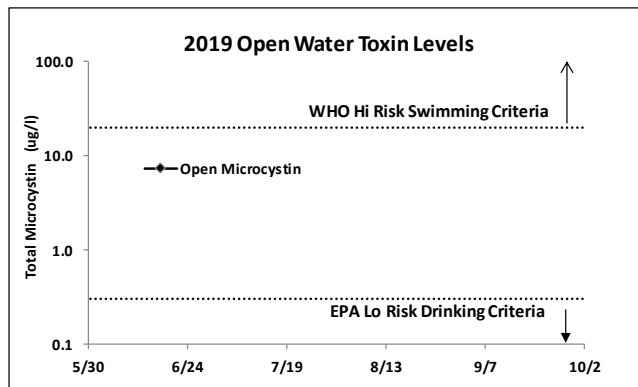 2019 Open Water Toxin Levels
Total Microcystin (ug/l)
100.0
10.0
1.0
0.1
WHO Hi Risk Swimming Criteria
Open Microcystin
EPA Lo Risk Drinking Criteria
5/30 6/24 7/19 8/13 9/7 10/2